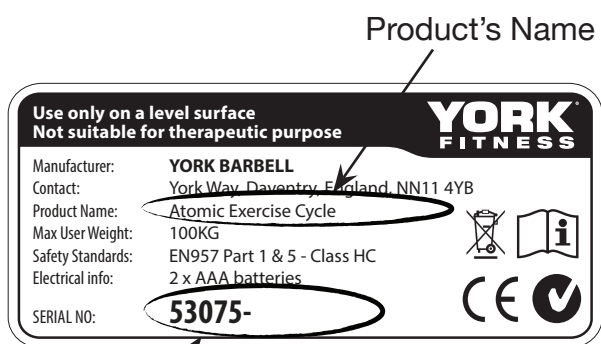 Product's Name
Use only on a level surface
Not suitable for therapeutic purpose
YORK
FITNESS
Manufacturer: YORK BARBELL
Contact: York Way, Daventry, England, NN11 4YB
Product Name: Atomic Exercise Cycle
Max User Weight: 100KG
Safety Standards: EN957 Part 1 & 5 - Class HC
Electrical info: 2 x AAA batteries
SERIAL NO: 53075-
i
CE